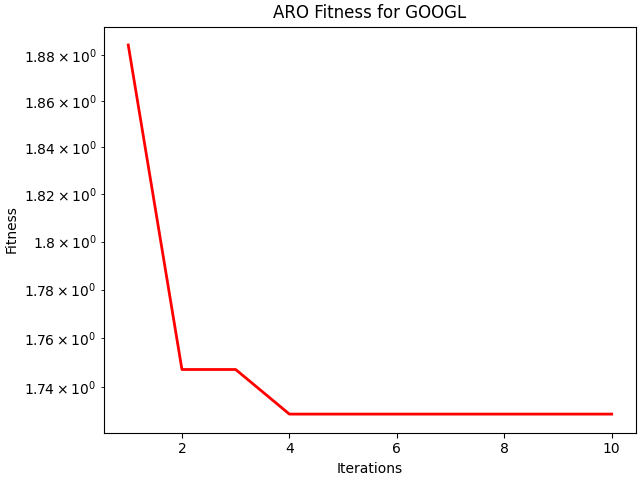 ARO Fitness for GOOGL
Fitness
1.88 × 10⁰
1.86 × 10⁰
1.84 × 10⁰
1.82 × 10⁰
1.8 × 10⁰
1.78 × 10⁰
1.76 × 10⁰
1.74 × 10⁰
2 4 6 8 10
Iterations